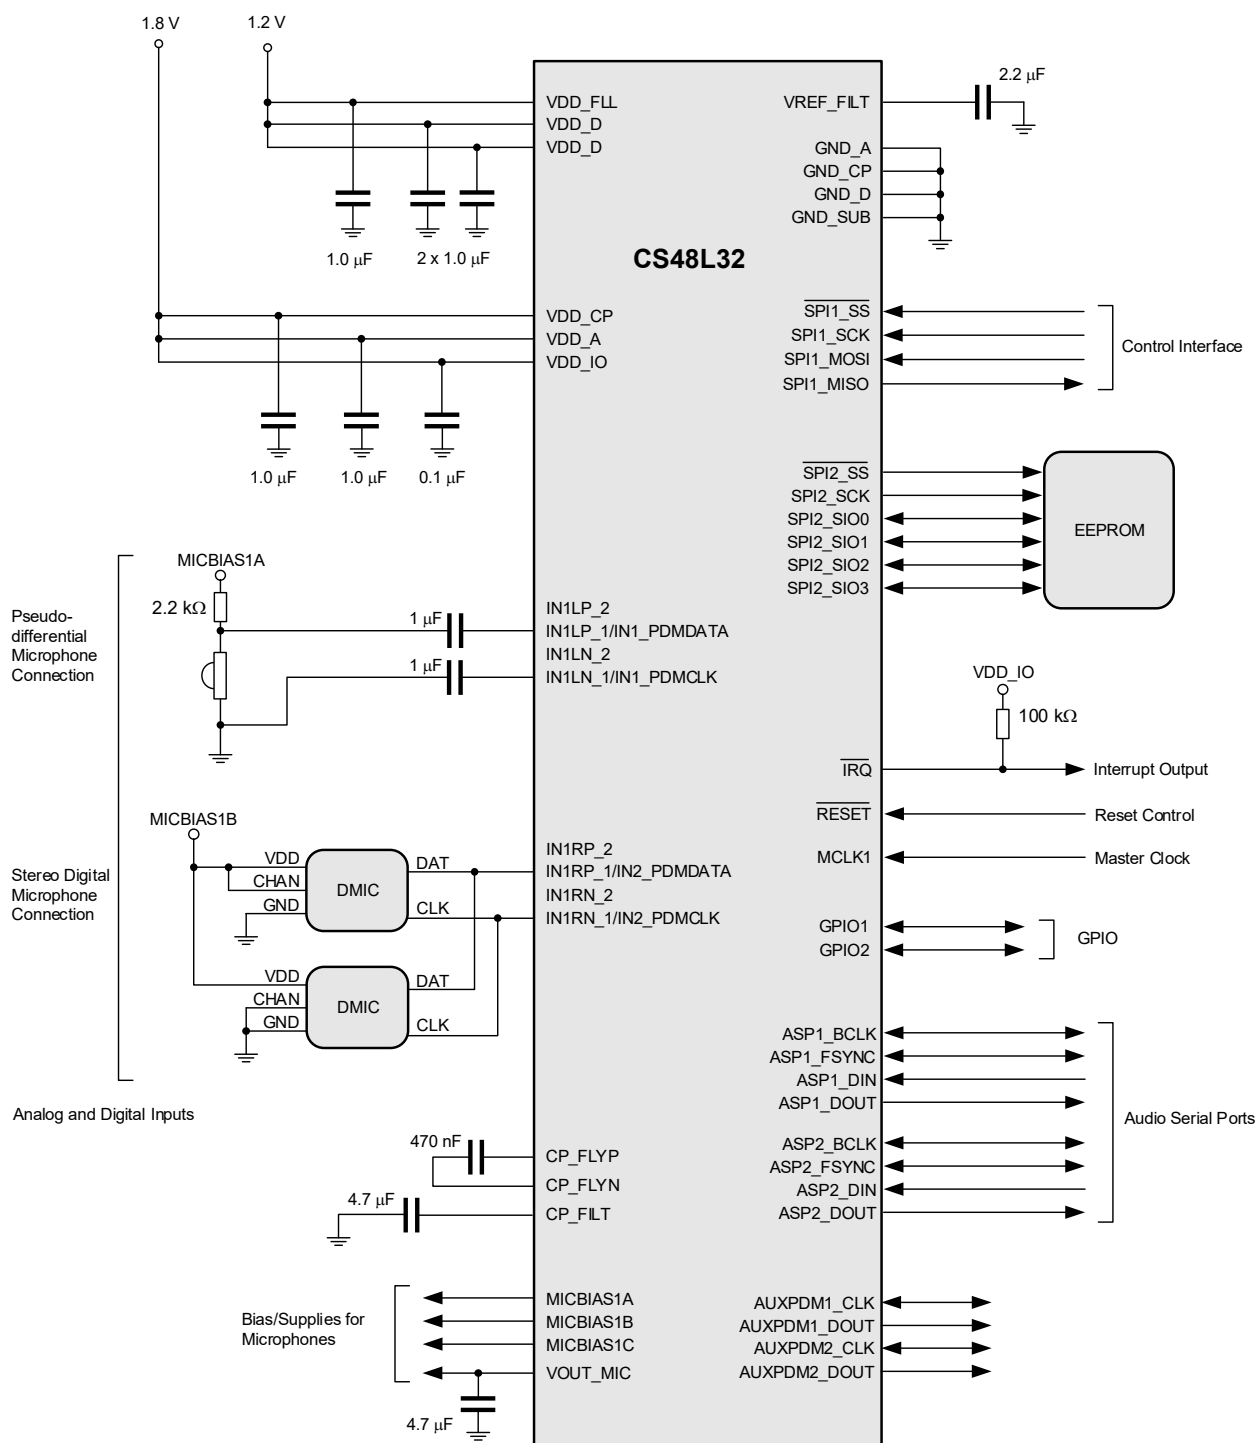 1.8 V
1.2 V
VDD_FLL
VDD_D
VDD_D
1.0 μF
2 x 1.0 μF
VREF_FILT
2.2 μF
GND_A
GND_CP
GND_D
GND_SUB
CS48L32
VDD_CP
VDD_A
VDD_IO
1.0 μF
1.0 μF
0.1 μF
SPI1_SS
SPI1_SCK
SPI1_MOSI
SPI1_MISO
Control Interface
SPI2_SS
SPI2_SCK
SPI2_SIO0
SPI2_SIO1
SPI2_SIO2
SPI2_SIO3
EEPROM
Pseudo-
differential
Microphone
Connection
MICBIAS1A
2.2 kΩ
1 μF
1 μF
IN1LP_2
IN1LP_1/IN1_PDMDATA
IN1LN_2
IN1LN_1/IN1_PDMCLK
VDD_IO
100 kΩ
IRQ
Interrupt Output
RESET
Reset Control
MCLK1
Master Clock
Stereo Digital
Microphone
Connection
MICBIAS1B
VDD
CHAN
GND
DMIC
DAT
CLK
VDD
CHAN
GND
DMIC
DAT
CLK
IN1RP_2
IN1RP_1/IN2_PDMDATA
IN1RN_2
IN1RN_1/IN2_PDMCLK
GPIO1
GPIO2
GPIO
Analog and Digital Inputs
ASP1_BCLK
ASP1_FSYNC
ASP1_DIN
ASP1_DOUT
ASP2_BCLK
ASP2_FSYNC
ASP2_DIN
ASP2_DOUT
Audio Serial Ports
470 nF
4.7 μF
CP_FLYP
CP_FLYN
CP_FILT
Bias/Supplies for
Microphones
MICBIAS1A
MICBIAS1B
MICBIAS1C
VOUT_MIC
4.7 μF
AUXPDM1_CLK
AUXPDM1_DOUT
AUXPDM2_CLK
AUXPDM2_DOUT